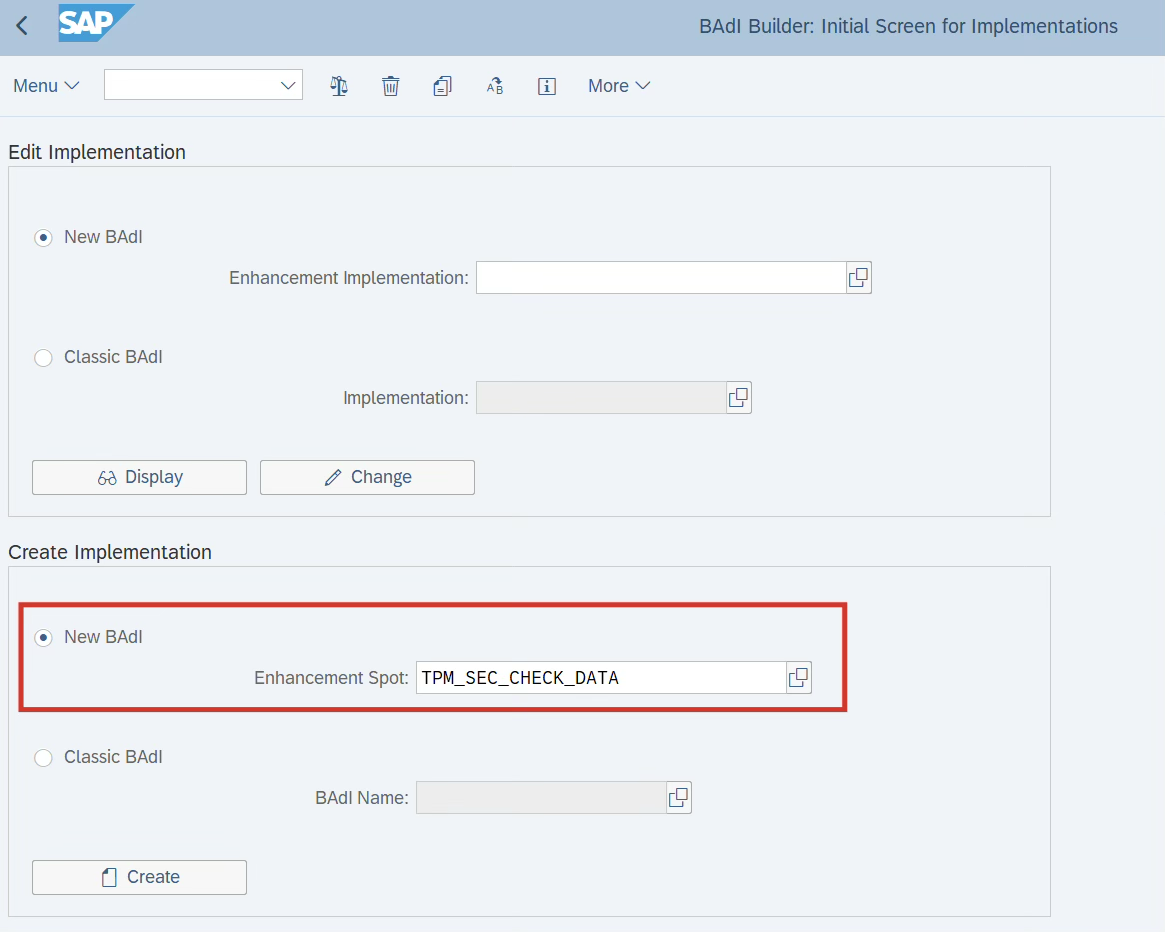 SAP
BAdI Builder: Initial Screen for Implementations
Menu
More
Edit Implementation
New BAdI
Enhancement Implementation:
Classic BAdI
Implementation:
Display
Change
Create Implementation
New BAdI
Enhancement Spot: TPM_SEC_CHECK_DATA
Classic BAdI
BAdI Name:
Create